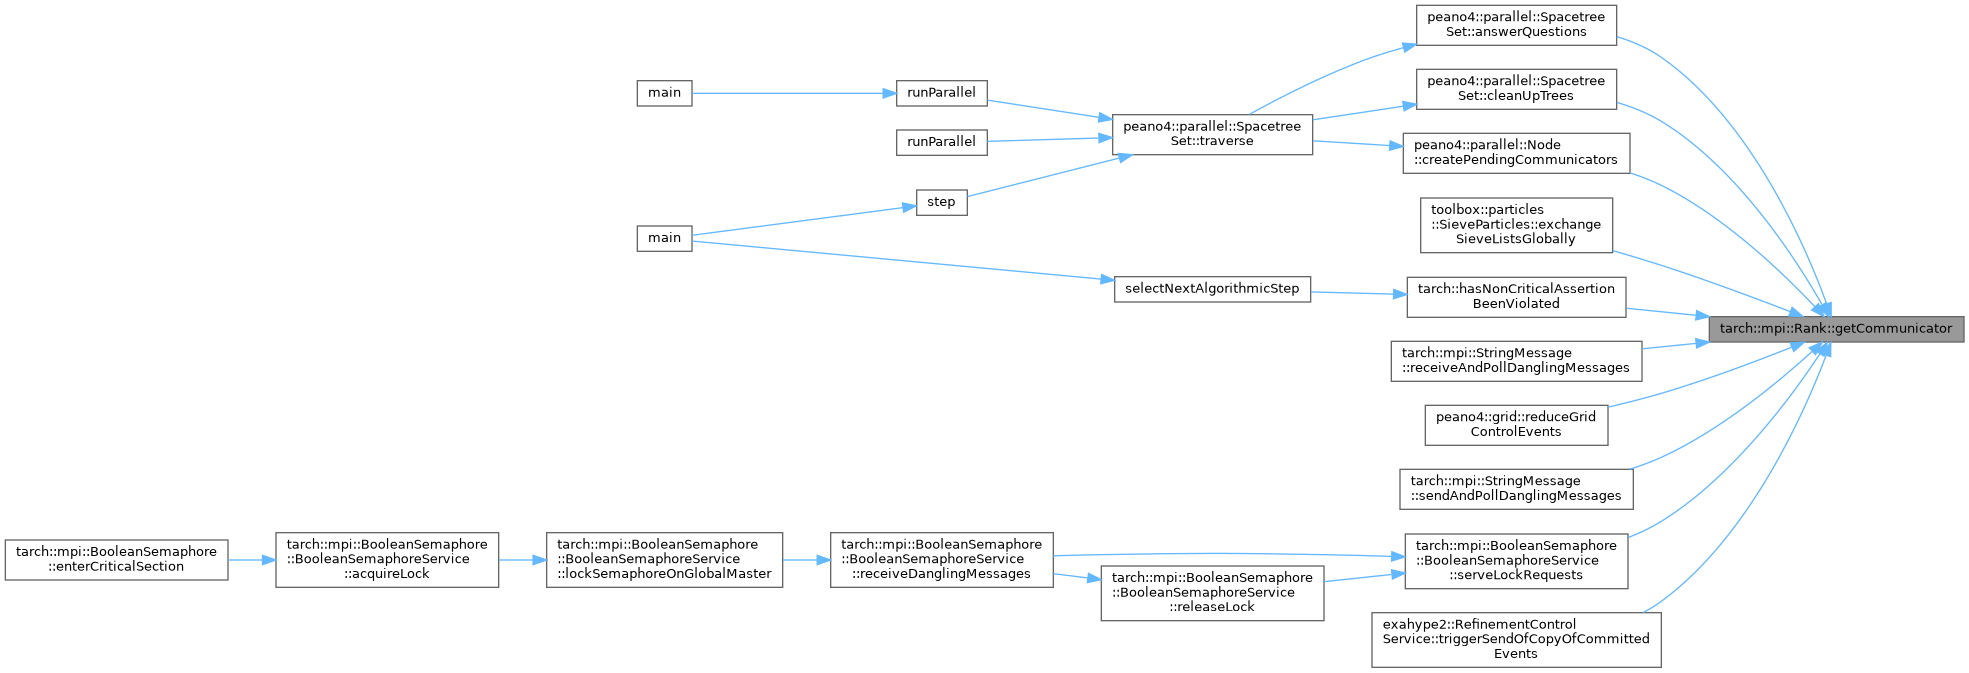 peano4::parallel::Spacetree
Set::answerQuestions
peano4::parallel::Spacetree
Set::cleanUpTrees
main
runParallel
peano4::parallel::Spacetree
Set::traverse
runParallel
peano4::parallel::Node
::createPendingCommunicators
step
toolbox::particles
::SieveParticles::exchange
SieveListsGlobally
main
selectNextAlgorithmicStep
tarch::hasNonCriticalAssertion
BeenViolated
tarch::mpi::Rank::getCommunicator
tarch::mpi::StringMessage
::receiveAndPollDanglingMessages
peano4::grid::reduceGrid
ControlEvents
tarch::mpi::StringMessage
::sendAndPollDanglingMessages
tarch::mpi::BooleanSemaphore
::enterCriticalSection
tarch::mpi::BooleanSemaphore
::BooleanSemaphoreService
::acquireLock
tarch::mpi::BooleanSemaphore
::BooleanSemaphoreService
::lockSemaphoreOnGlobalMaster
tarch::mpi::BooleanSemaphore
::BooleanSemaphoreService
::receiveDanglingMessages
tarch::mpi::BooleanSemaphore
::BooleanSemaphoreService
::releaseLock
tarch::mpi::BooleanSemaphore
::BooleanSemaphoreService
::serveLockRequests
exahype2::RefinementControl
Service::triggerSendOfCopyOfCommitted
Events